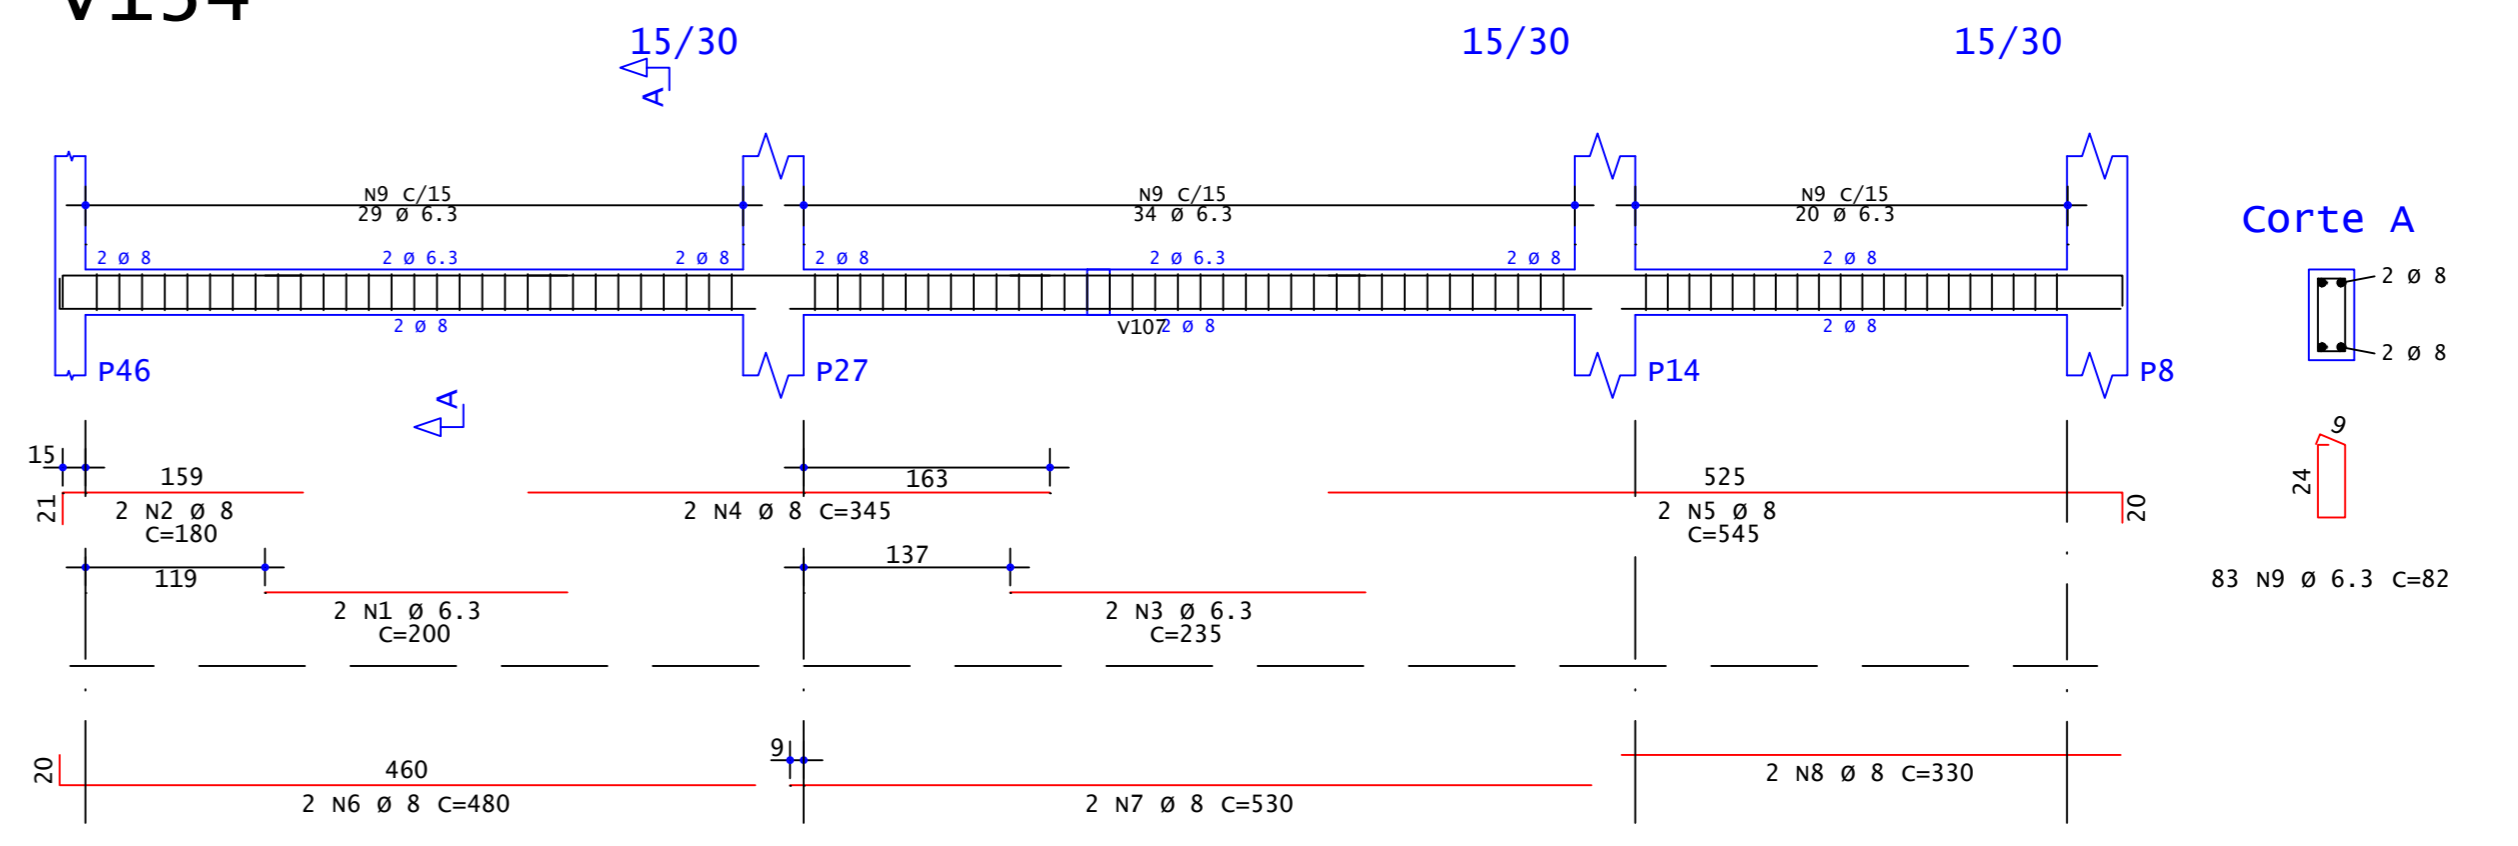 15/30 15/30 15/30
A
N9 C/15 N9 C/15 N9 C/15
29 Ø 6.3 34 Ø 6.3 20 Ø 6.3
Corte A
2 Ø 8 2 Ø 6.3 2 Ø 8 2 Ø 8 2 Ø 6.3 2 Ø 8 2 Ø 8
2 Ø 8
2 Ø 8 V107 2 Ø 8 2 Ø 8
2 Ø 8
P46 P27 P14 P8
A
9
15
159 163 525
24
21 20
2 N2 Ø 8 2 N4 Ø 8 C=345 2 N5 Ø 8
C=180 C=545
137
119 83 N9 Ø 6.3 C=82
2 N1 Ø 6.3 2 N3 Ø 6.3
C=200 C=235
9
20 460
2 N8 Ø 8 C=330
2 N6 Ø 8 C=480 2 N7 Ø 8 C=530